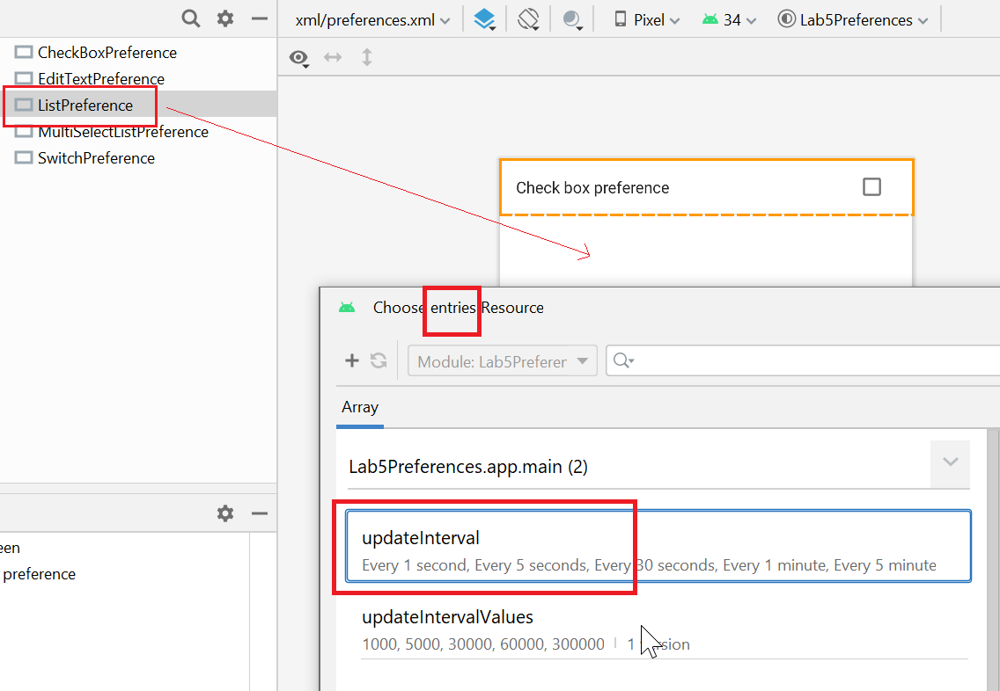 xml/preferences.xml
Pixel
34
Lab5Preferences
CheckBoxPreference
EditTextPreference
ListPreference
MultiSelectListPreference
SwitchPreference
Check box preference
Choose entries Resource
Module: Lab5Preferer
Array
Lab5Preferences.app.main (2)
updateInterval
Every 1 second, Every 5 seconds, Every 30 seconds, Every 1 minute, Every 5 minute
updateIntervalValues
1000, 5000, 30000, 60000, 300000 | 1 version
een
preference